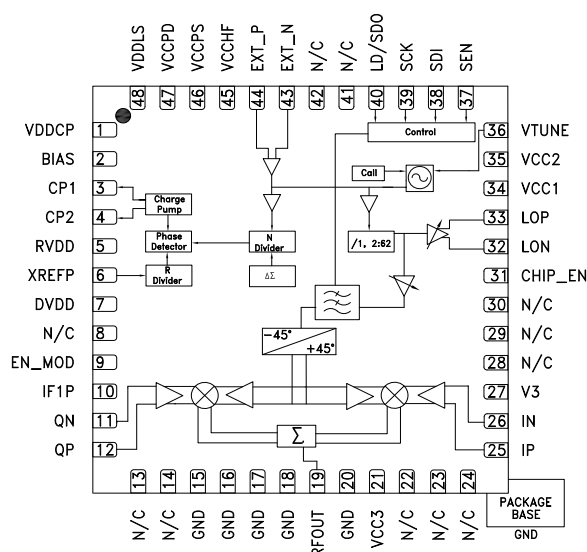 VDDLS VCCPD VCCPS VCCHF EXT_P EXT_N N/C N/C LD/SDO SCK SDI SEN
48 47 46 45 44 43 42 41 40 39 38 37
VDDCP 1
BIAS 2
CP1 3
CP2 4
RVDD 5
XREFP 6
DVDD 7
N/C 8
EN_MOD 9
IF1P 10
QN 11
QP 12
Control
Call
Charge Pump
Phase Detector
R Divider
N Divider
ΔΣ
/1, 2:62
-45°
+45°
Σ
36 VTUNE
35 VCC2
34 VCC1
33 LOP
32 LON
31 CHIP_EN
30 N/C
29 N/C
28 N/C
27 V3
26 IN
25 IP
13 14 15 16 17 18 19 20 21 22 23 24
N/C N/C GND GND GND GND RFOUT GND VCC3 N/C N/C N/C
PACKAGE
BASE
GND